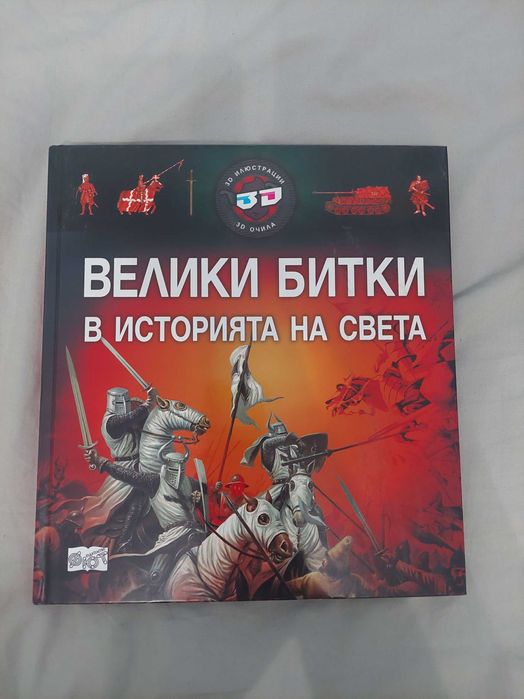 3D ИЛЮСТРАЦИИ
3D
3D ОЧИЛА
ВЕЛИКИ БИТКИ
В ИСТОРИЯТА НА СВЕТА